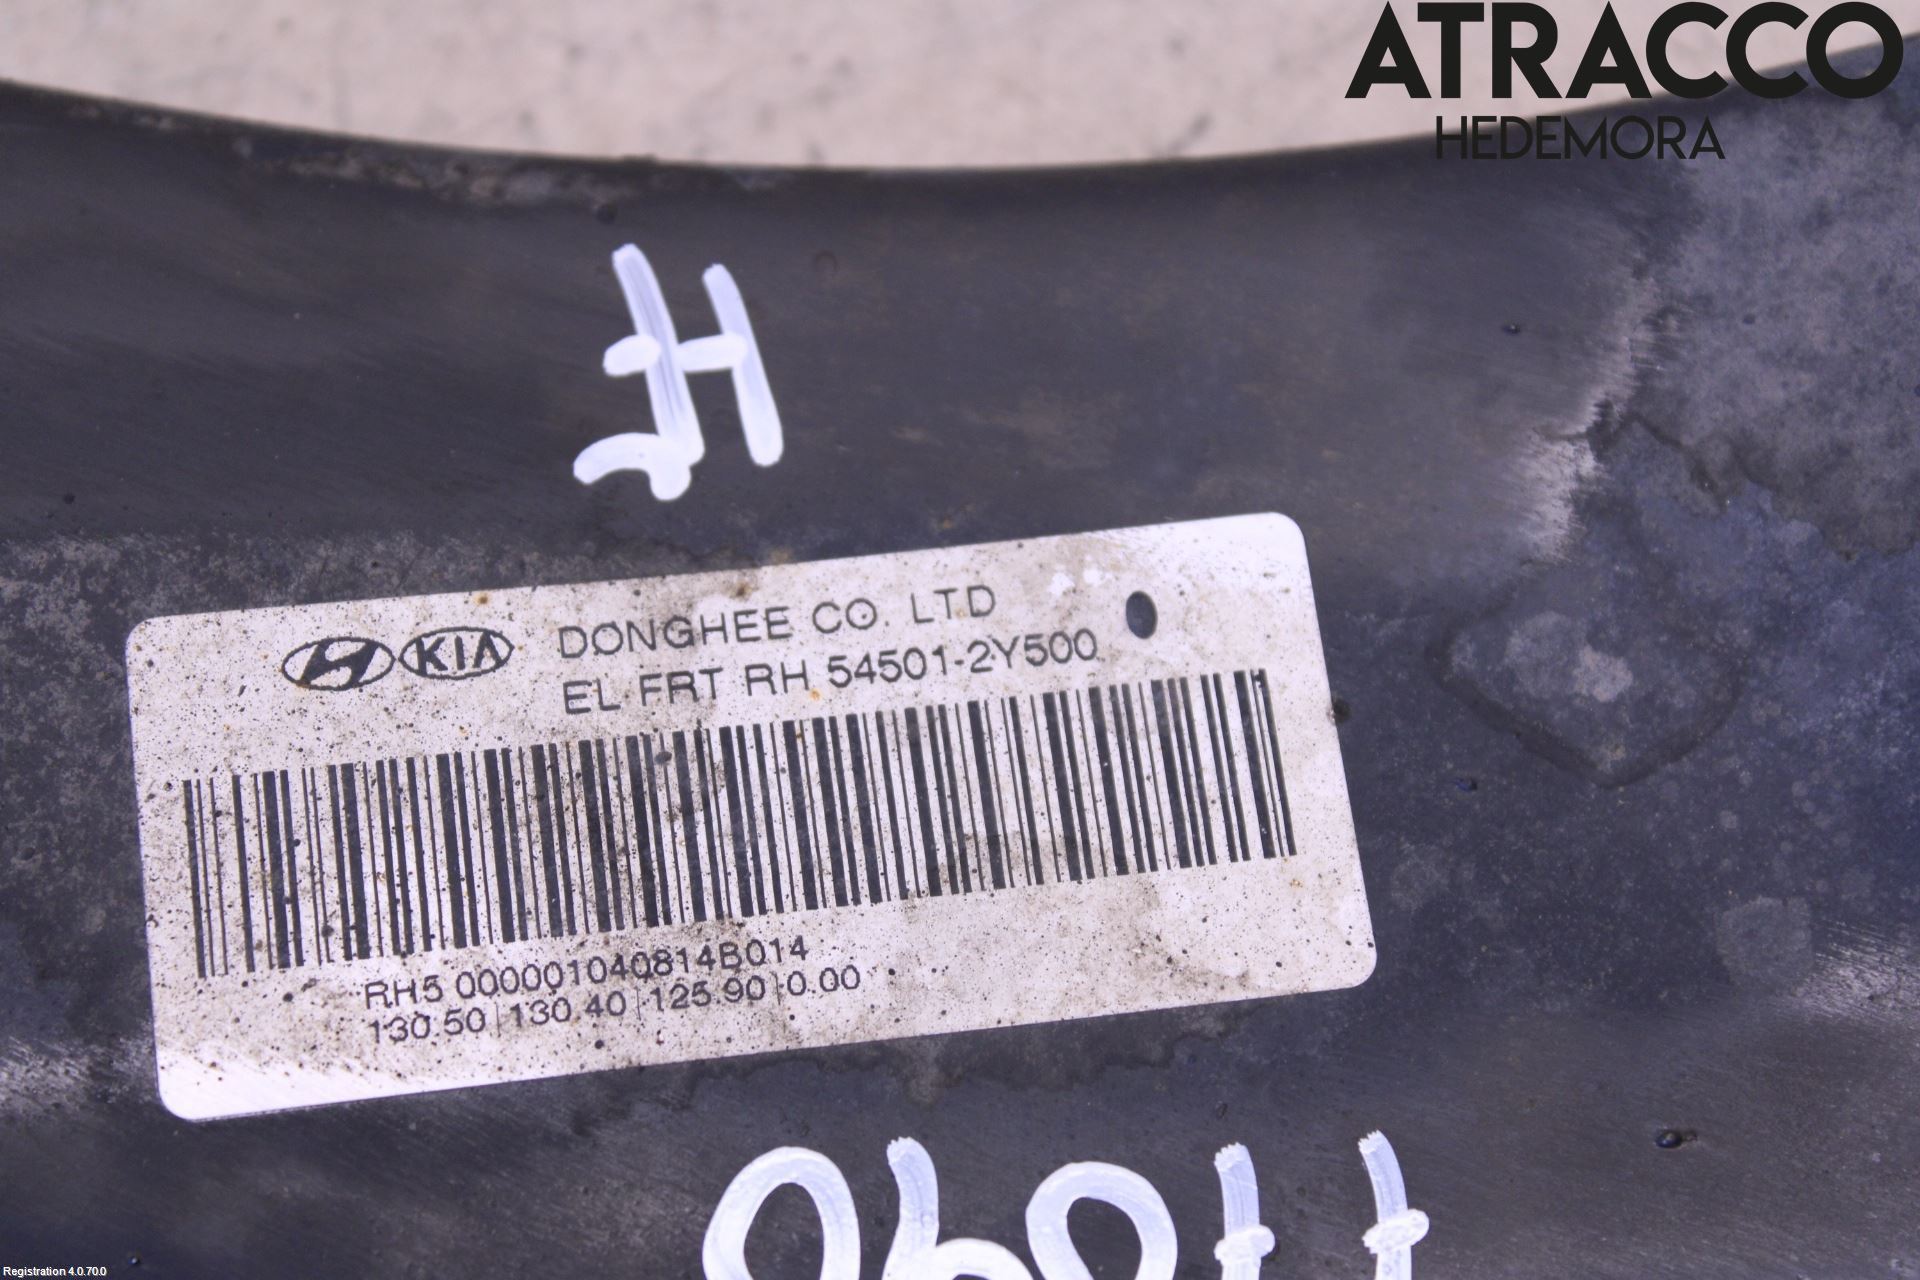 ATRACCO
HEDEMORA
HF
KIA
DONGHEE CO. LTD
EL FRT RH 54501-2Y500
RH5 000001040814B014
130.50|130.40|125.90|0.00
Registration 4.0.70.0